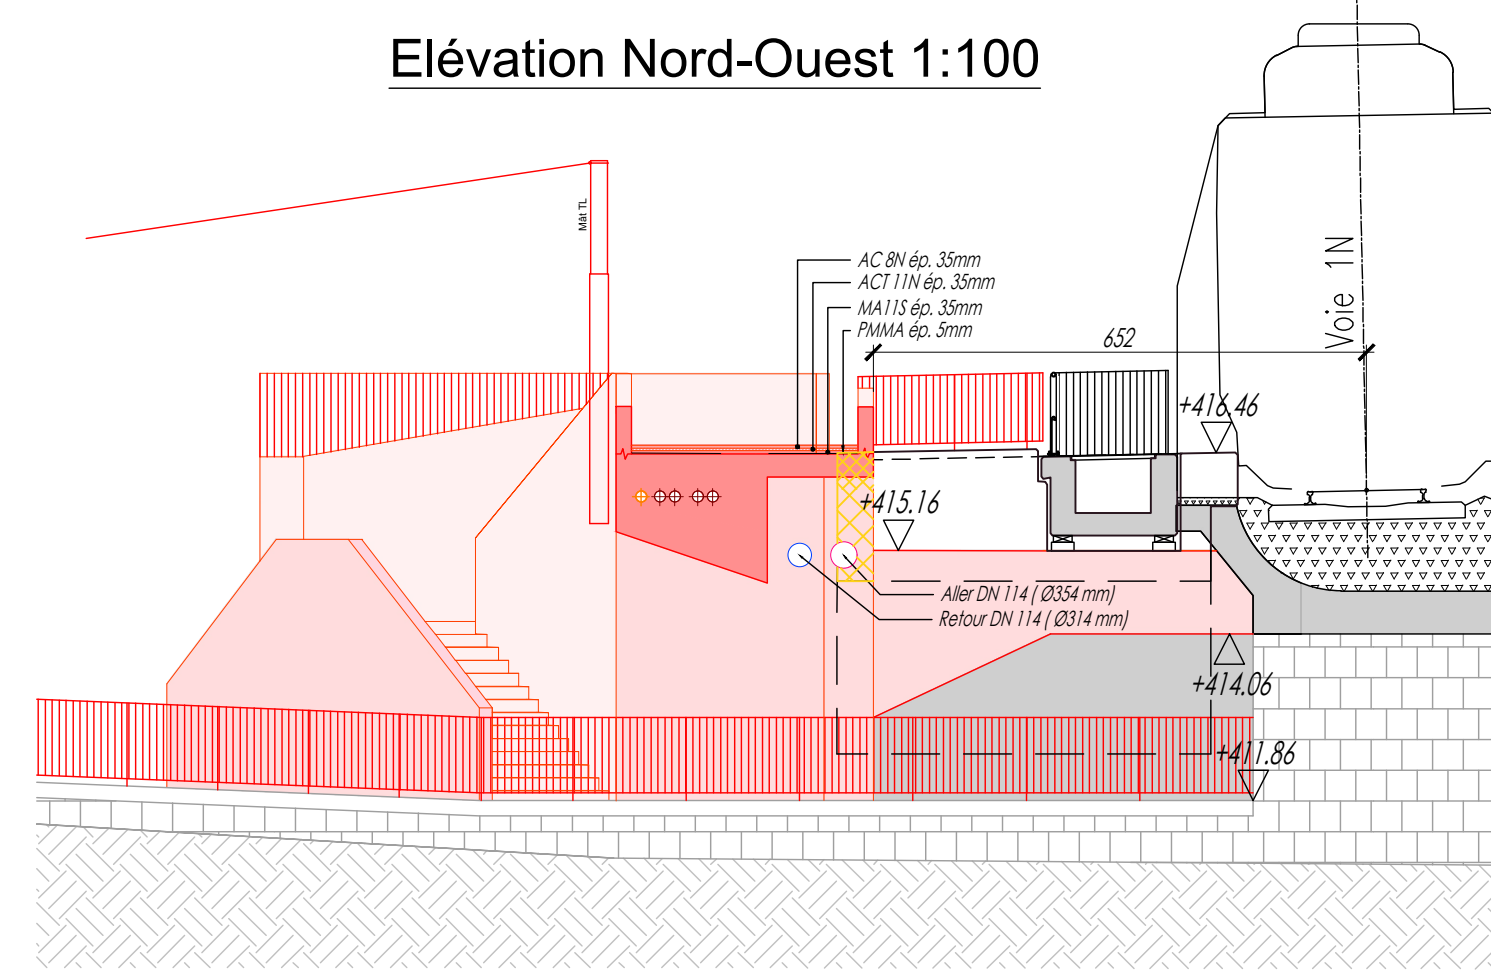 Elévation Nord-Ouest 1:100
Mât TL
AC 8N ép. 35mm
ACT 11N ép. 35mm
MA11S ép. 35mm
PMMA ép. 5mm
652
Voie 1N
+416.46
+415.16
Aller DN 114 ( Ø354 mm)
Retour DN 114 ( Ø314 mm)
+414.06
+411.86